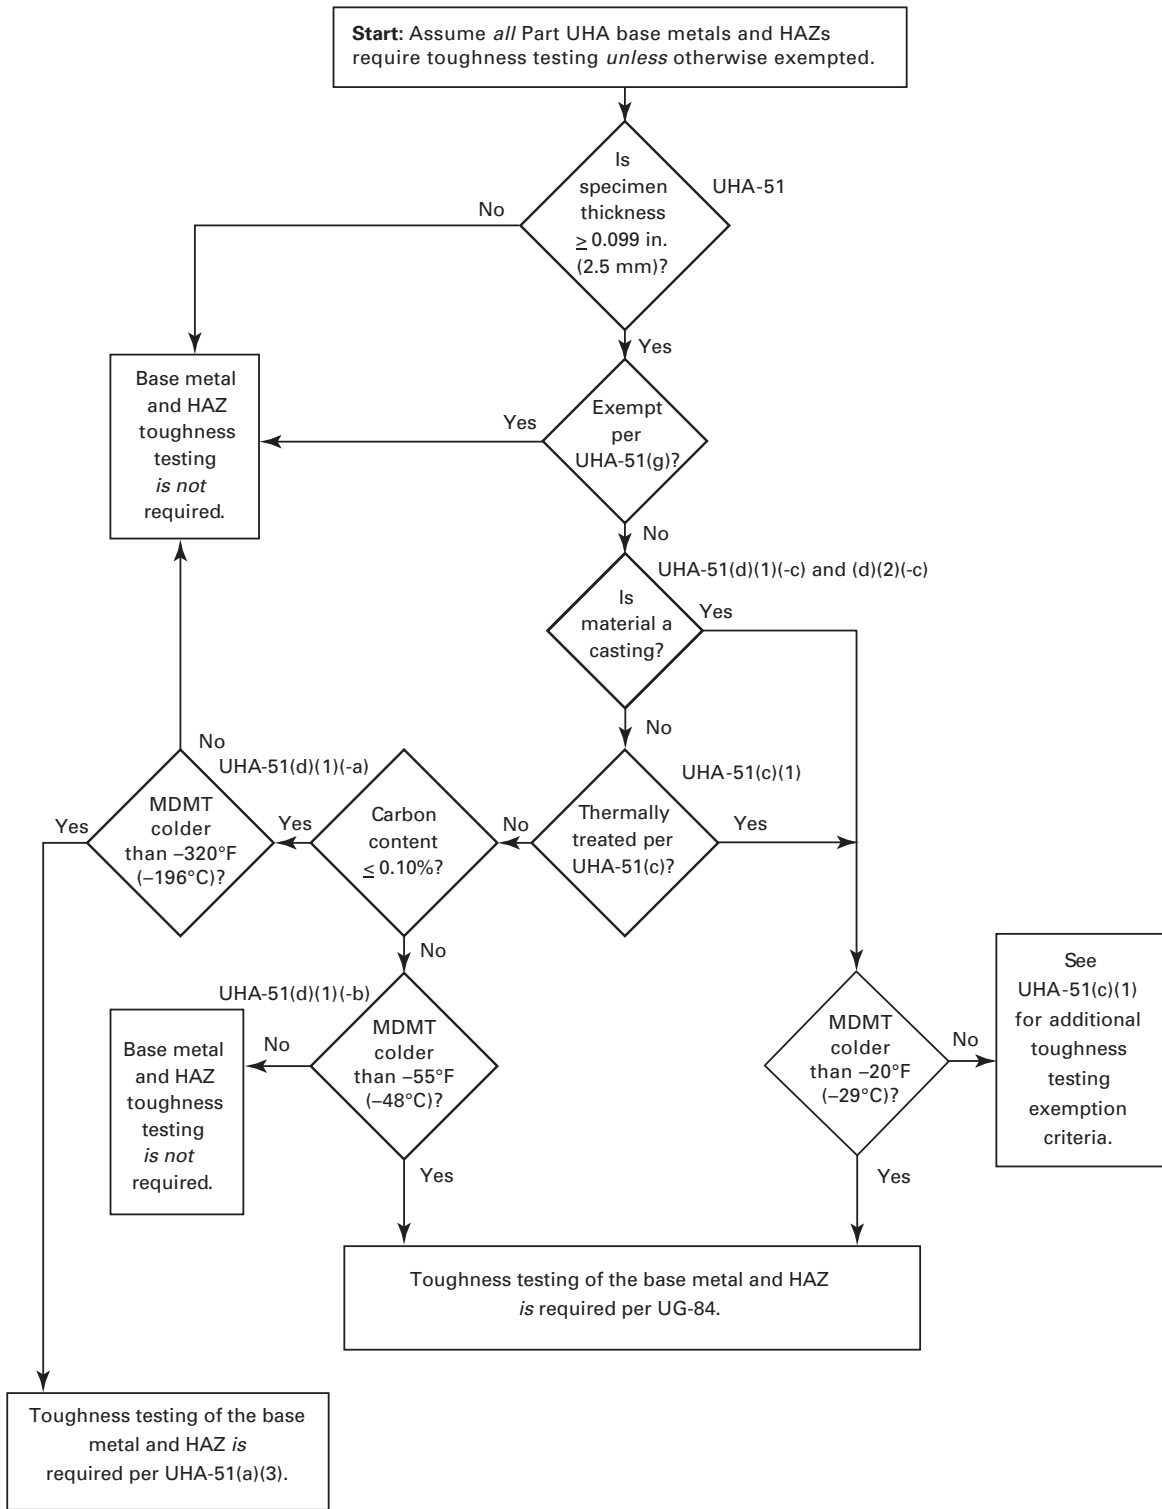 Start: Assume all Part UHA base metals and HAZs
require toughness testing unless otherwise exempted.
Is
specimen
thickness
≥ 0.099 in.
(2.5 mm)?
UHA-51
No
Yes
Base metal
and HAZ
toughness
testing
is not
required.
Yes
Exempt
per
UHA-51(g)?
No
UHA-51(d)(1)(-c) and (d)(2)(-c)
Is
material a
casting?
Yes
No
No
UHA-51(d)(1)(-a)
UHA-51(c)(1)
Yes
MDMT
colder
than –320°F
(–196°C)?
Yes
Carbon
content
≤ 0.10%?
No
Thermally
treated per
UHA-51(c)?
Yes
No
UHA-51(d)(1)(-b)
Base metal
and HAZ
toughness
testing
is not
required.
No
MDMT
colder
than –55°F
(–48°C)?
Yes
MDMT
colder
than –20°F
(–29°C)?
No
Yes
See
UHA-51(c)(1)
for additional
toughness
testing
exemption
criteria.
Toughness testing of the base metal and HAZ
is required per UG-84.
Toughness testing of the base
metal and HAZ is
required per UHA-51(a)(3).